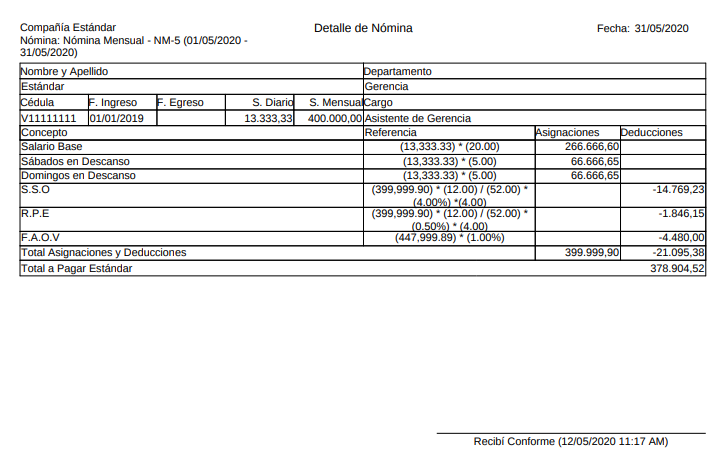 Compañía Estándar
Detalle de Nómina
Fecha: 31/05/2020
Nómina: Nómina Mensual - NM-5 (01/05/2020 -
31/05/2020)
Nombre y Apellido Departamento
Estándar Gerencia
Cédula F. Ingreso F. Egreso S. Diario S. Mensual Cargo
V11111111 01/01/2019 13.333,33 400.000,00 Asistente de Gerencia
Concepto Referencia Asignaciones Deducciones
Salario Base (13,333.33) * (20.00) 266.666,60
Sábados en Descanso (13,333.33) * (5.00) 66.666,65
Domingos en Descanso (13,333.33) * (5.00) 66.666,65
S.S.O (399,999.90) * (12.00) / (52.00) * -14.769,23
(4.00%) *(4.00)
R.P.E (399,999.90) * (12.00) / (52.00) * -1.846,15
(0.50%) *(4.00)
F.A.O.V (447,999.89) * (1.00%) -4.480,00
Total Asignaciones y Deducciones 399.999,90 -21.095,38
Total a Pagar Estándar 378.904,52
Recibí Conforme (12/05/2020 11:17 AM)